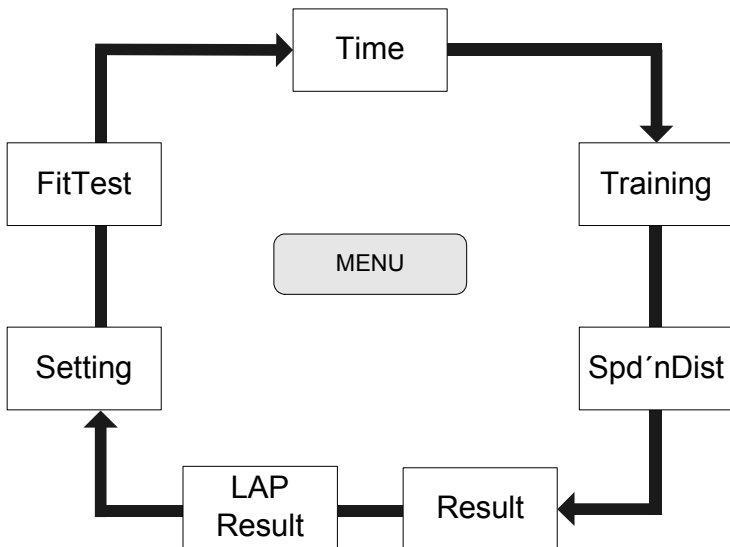 Time
FitTest
Training
MENU
Setting
Spd´nDist
LAP
Result
Result